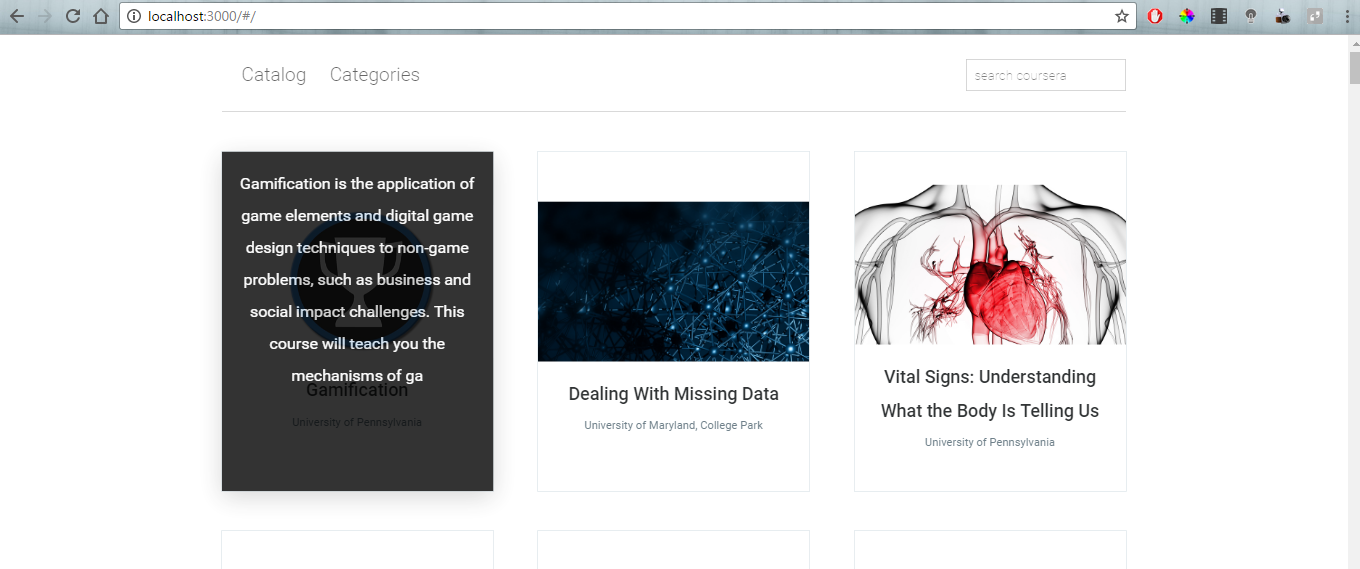 localhost:3000/#/
Catalog Categories
search coursera
Gamification is the application of
game elements and digital game
design techniques to non-game
problems, such as business and
social impact challenges. This
course will teach you the
mechanisms of ga
Gamification
University of Pennsylvania
Dealing With Missing Data
University of Maryland, College Park
Vital Signs: Understanding
What the Body Is Telling Us
University of Pennsylvania